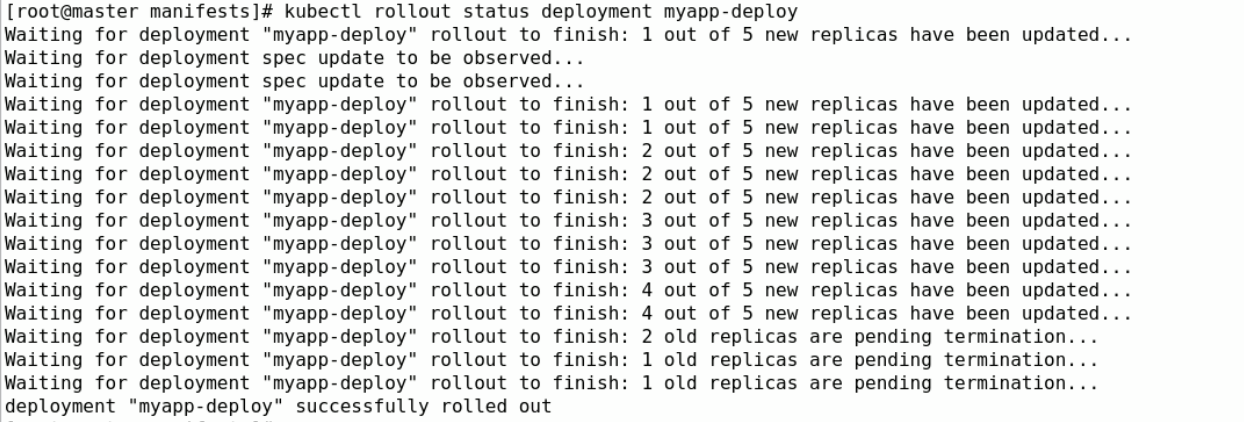 [root@master manifests]# kubectl rollout status deployment myapp-deploy
Waiting for deployment "myapp-deploy" rollout to finish: 1 out of 5 new replicas have been updated...
Waiting for deployment spec update to be observed...
Waiting for deployment spec update to be observed...
Waiting for deployment "myapp-deploy" rollout to finish: 1 out of 5 new replicas have been updated...
Waiting for deployment "myapp-deploy" rollout to finish: 1 out of 5 new replicas have been updated...
Waiting for deployment "myapp-deploy" rollout to finish: 2 out of 5 new replicas have been updated...
Waiting for deployment "myapp-deploy" rollout to finish: 2 out of 5 new replicas have been updated...
Waiting for deployment "myapp-deploy" rollout to finish: 2 out of 5 new replicas have been updated...
Waiting for deployment "myapp-deploy" rollout to finish: 3 out of 5 new replicas have been updated...
Waiting for deployment "myapp-deploy" rollout to finish: 3 out of 5 new replicas have been updated...
Waiting for deployment "myapp-deploy" rollout to finish: 3 out of 5 new replicas have been updated...
Waiting for deployment "myapp-deploy" rollout to finish: 4 out of 5 new replicas have been updated...
Waiting for deployment "myapp-deploy" rollout to finish: 4 out of 5 new replicas have been updated...
Waiting for deployment "myapp-deploy" rollout to finish: 2 old replicas are pending termination...
Waiting for deployment "myapp-deploy" rollout to finish: 1 old replicas are pending termination...
Waiting for deployment "myapp-deploy" rollout to finish: 1 old replicas are pending termination...
deployment "myapp-deploy" successfully rolled out